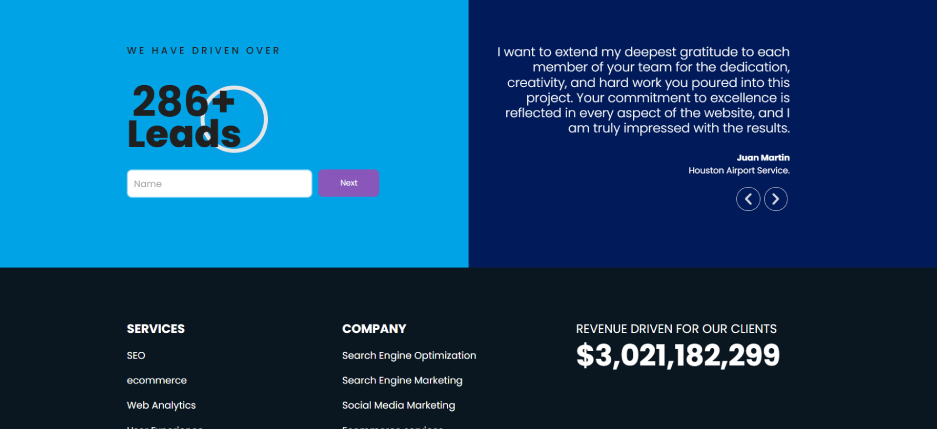 WE HAVE DRIVEN OVER
286+
Leads
Name
Next
I want to extend my deepest gratitude to each
member of your team for the dedication,
creativity, and hard work you poured into this
project. Your commitment to excellence is
reflected in every aspect of the website, and I
am truly impressed with the results.
Juan Martin
Houston Airport Service.
SERVICES
SEO
ecommerce
Web Analytics
User Experience
COMPANY
Search Engine Optimization
Search Engine Marketing
Social Media Marketing
Ecommerce services
REVENUE DRIVEN FOR OUR CLIENTS
$3,021,182,299